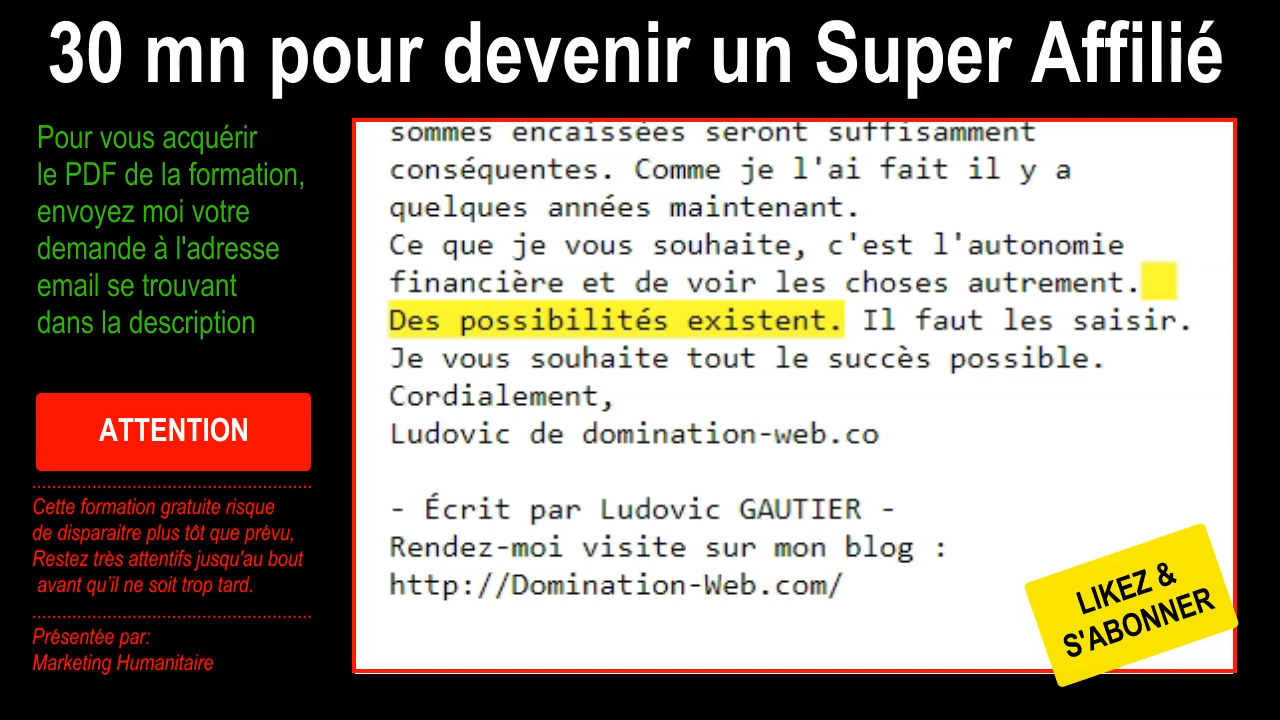 30 mn pour devenir un Super Affilié
Pour vous acquérir
le PDF de la formation,
envoyez moi votre
demande à l'adresse
email se trouvant
dans la description
ATTENTION
Cette formation gratuite risque
de disparaitre plus tôt que prévu,
Restez très attentifs jusqu'au bout
avant qu'il ne soit trop tard.
Présentée par:
Marketing Humanitaire
sommes encaissées seront suffisamment
conséquentes. Comme je l'ai fait il y a
quelques années maintenant.
Ce que je vous souhaite, c'est l'autonomie
financière et de voir les choses autrement.
Des possibilités existent. Il faut les saisir.
Je vous souhaite tout le succès possible.
Cordialement,
Ludovic de domination-web.co
- Écrit par Ludovic GAUTIER -
Rendez-moi visite sur mon blog :
http://Domination-Web.com/
LIKEZ &
S'ABONNER